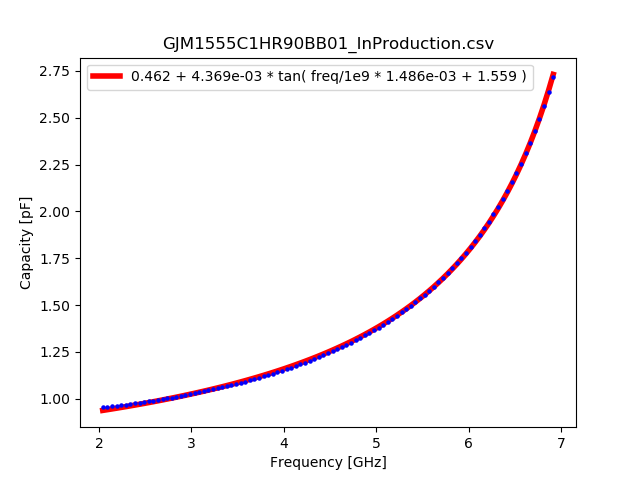 GJM1555C1HR90BB01_InProduction.csv
0.462 + 4.369e-03 * tan( freq/1e9 * 1.486e-03 + 1.559 )
2.75
2.50
2.25
2.00
1.75
1.50
1.25
1.00
Capacity [pF]
2 3 4 5 6 7
Frequency [GHz]